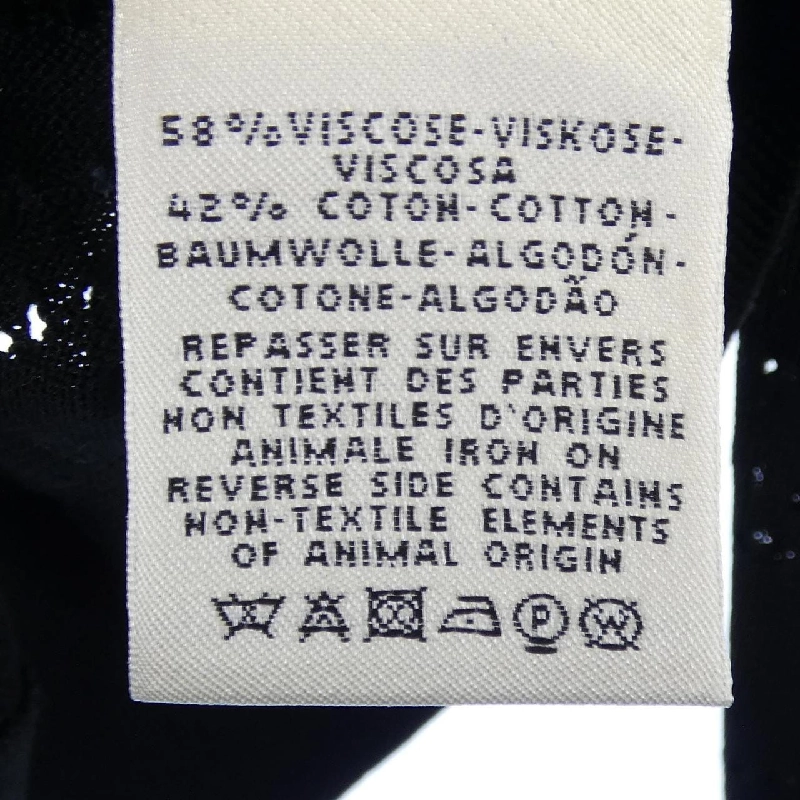 58%VISCOSE-VISKOSE-
VISCOSA
42% COTON-COTTON-
BAUMWOLLE-ALGODÓN-
COTONE-ALGODÃO
REPASSER SUR ENVERS
CONTIENT DES PARTIES
NON TEXTILES D'ORIGINE
ANIMALE IRON ON
REVERSE SIDE CONTAINS
NON-TEXTILE ELEMENTS
OF ANIMAL ORIGIN
P W